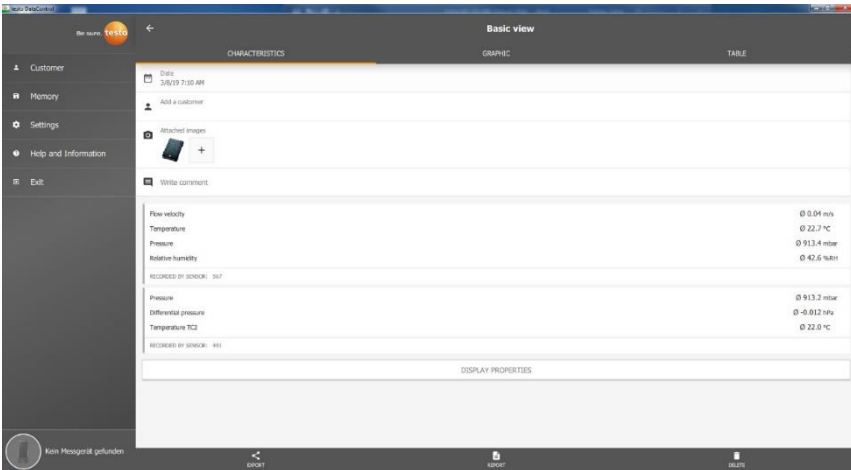 testo DataControl
Be sure. testo
Customer
Memory
Settings
Help and Information
Exit
Kein Messgerät gefunden
Basic view
CHARACTERISTICS GRAPHIC TABLE
Date
3/8/19 7:10 AM
Add a customer
Attached images
+
Write comment
Flow velocity Ø 0.04 m/s
Temperature Ø 22.7 °C
Pressure Ø 913.4 mbar
Relative humidity Ø 42.6 %RH
RECORDED BY SENSOR: 567
Pressure Ø 913.2 mbar
Differential pressure Ø -0.012 hPa
Temperature TC2 Ø 22.0 °C
RECORDED BY SENSOR: 491
DISPLAY PROPERTIES
EXPORT REPORT DELETE